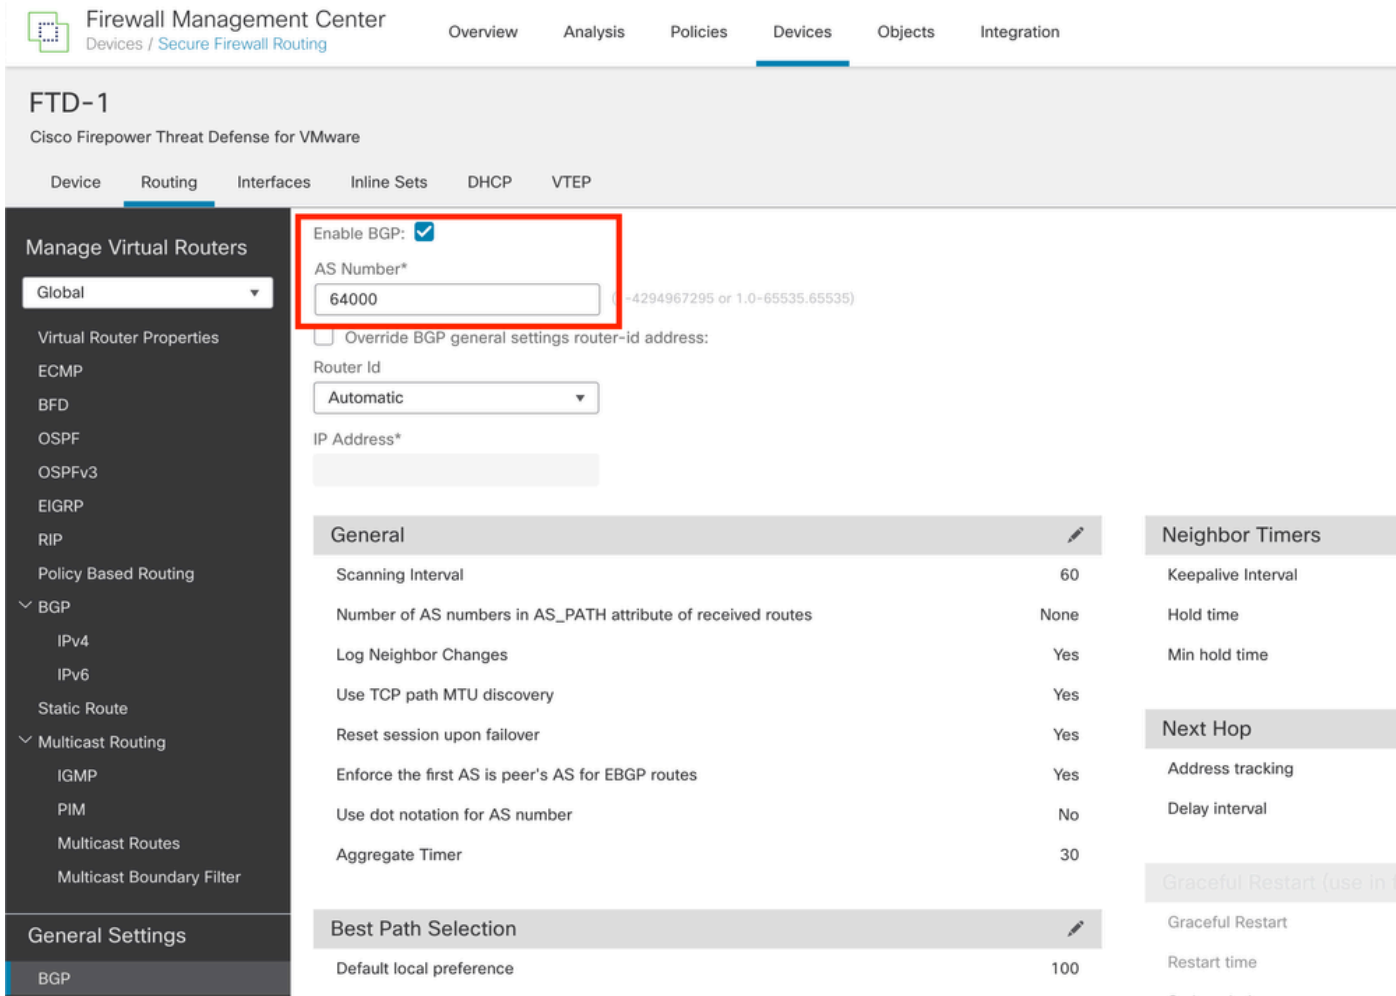 Firewall Management Center
Devices / Secure Firewall Routing
Overview
Analysis
Policies
Devices
Objects
Integration
FTD-1
Cisco Firepower Threat Defense for VMware
Device
Routing
Interfaces
Inline Sets
DHCP
VTEP
Manage Virtual Routers
Global
Virtual Router Properties
ECMP
BFD
OSPF
OSPFv3
EIGRP
RIP
Policy Based Routing
BGP
IPv4
IPv6
Static Route
Multicast Routing
IGMP
PIM
Multicast Routes
Multicast Boundary Filter
General Settings
BGP
Enable BGP:
AS Number*
64000
-4294967295 or 1.0-65535.65535)
Override BGP general settings router-id address:
Router Id
Automatic
IP Address*
General
Scanning Interval 60
Number of AS numbers in AS_PATH attribute of received routes None
Log Neighbor Changes Yes
Use TCP path MTU discovery Yes
Reset session upon failover Yes
Enforce the first AS is peer's AS for EBGP routes Yes
Use dot notation for AS number No
Aggregate Timer 30
Best Path Selection
Default local preference 100
Neighbor Timers
Keepalive Interval
Hold time
Min hold time
Next Hop
Address tracking
Delay interval
Graceful Restart (use in
Graceful Restart
Restart time